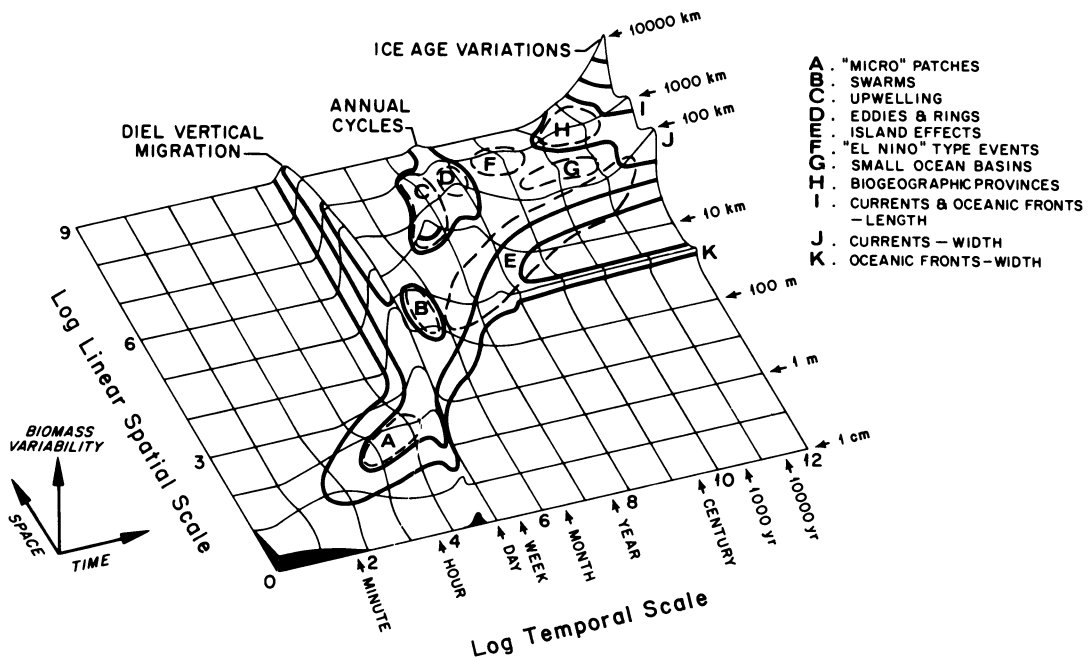 10000 km
ICE AGE VARIATIONS
1000 km
I
100 km
J
ANNUAL
CYCLES
DIEL VERTICAL
MIGRATION
H
F
G
D
C
10 km
9
E
K
B
100 m
6
1 m
A
3
1 cm
Log Linear Spatial Scale
BIOMASS
VARIABILITY
SPACE
TIME
0
2
4
6
8
10
12
MINUTE
HOUR
DAY
WEEK
MONTH
YEAR
CENTURY
1000 yr
10000 yr
Log Temporal Scale
A . "MICRO" PATCHES
B . SWARMS
C . UPWELLING
D . EDDIES & RINGS
E . ISLAND EFFECTS
F . "EL NINO" TYPE EVENTS
G . SMALL OCEAN BASINS
H . BIOGEOGRAPHIC PROVINCES
I . CURRENTS & OCEANIC FRONTS
–LENGTH
J . CURRENTS – WIDTH
K . OCEANIC FRONTS–WIDTH